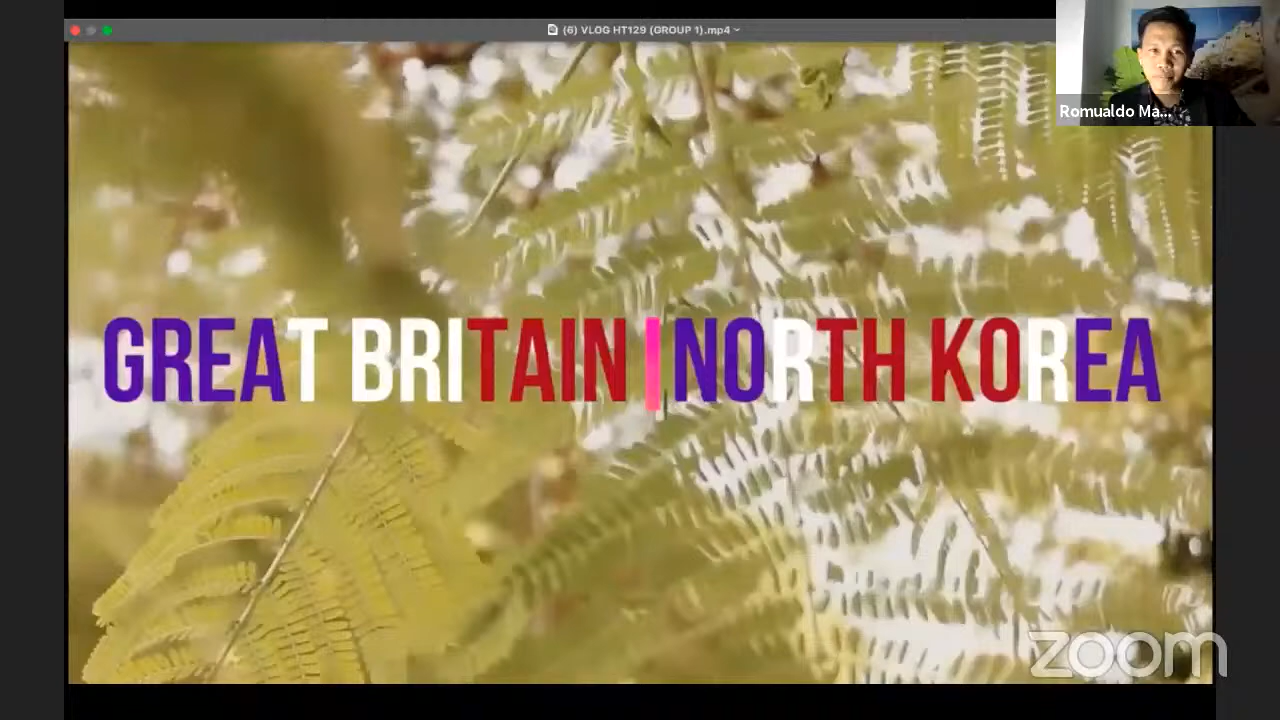 (6) VLOG HT129 (GROUP 1).mp4
Romualdo Ma...
GREAT BRITAIN | NORTH KOREA
zoom